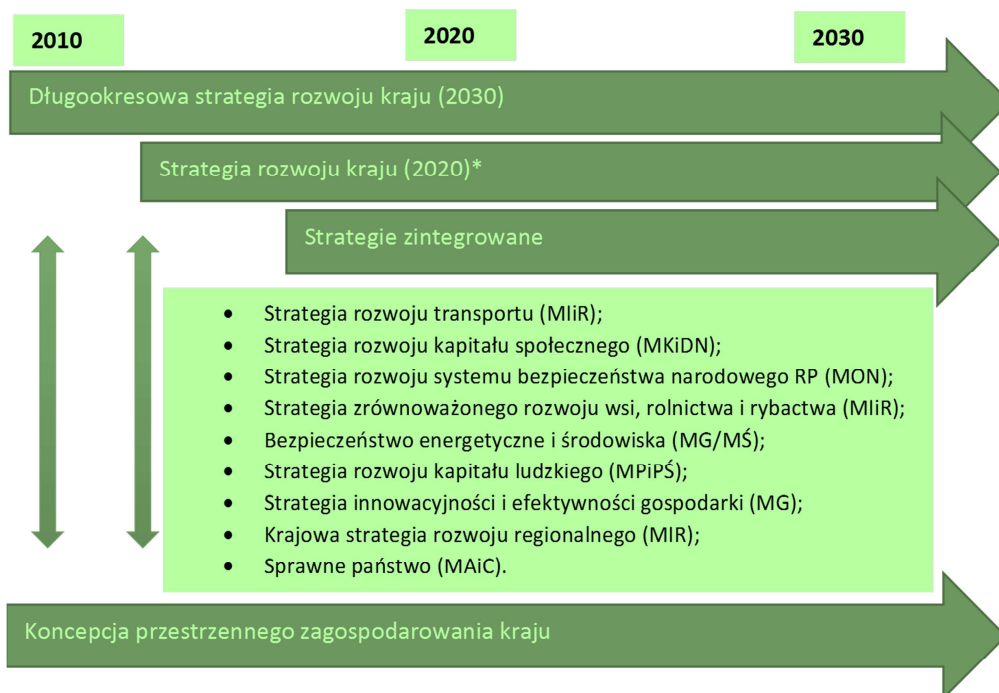 2010
2020
2030
Długookresowa strategia rozwoju kraju (2030)
Strategia rozwoju kraju (2020)*
Strategie zintegrowane
• Strategia rozwoju transportu (MIiR);
• Strategia rozwoju kapitału społecznego (MKiDN);
• Strategia rozwoju systemu bezpieczeństwa narodowego RP (MON);
• Strategia zrównoważonego rozwoju wsi, rolnictwa i rybactwa (MIiR);
• Bezpieczeństwo energetyczne i środowiska (MG/MŚ);
• Strategia rozwoju kapitału ludzkiego (MPiPŚ);
• Strategia innowacyjności i efektywności gospodarki (MG);
• Krajowa strategia rozwoju regionalnego (MIR);
• Sprawne państwo (MAiC).
Koncepcja przestrzennego zagospodarowania kraju